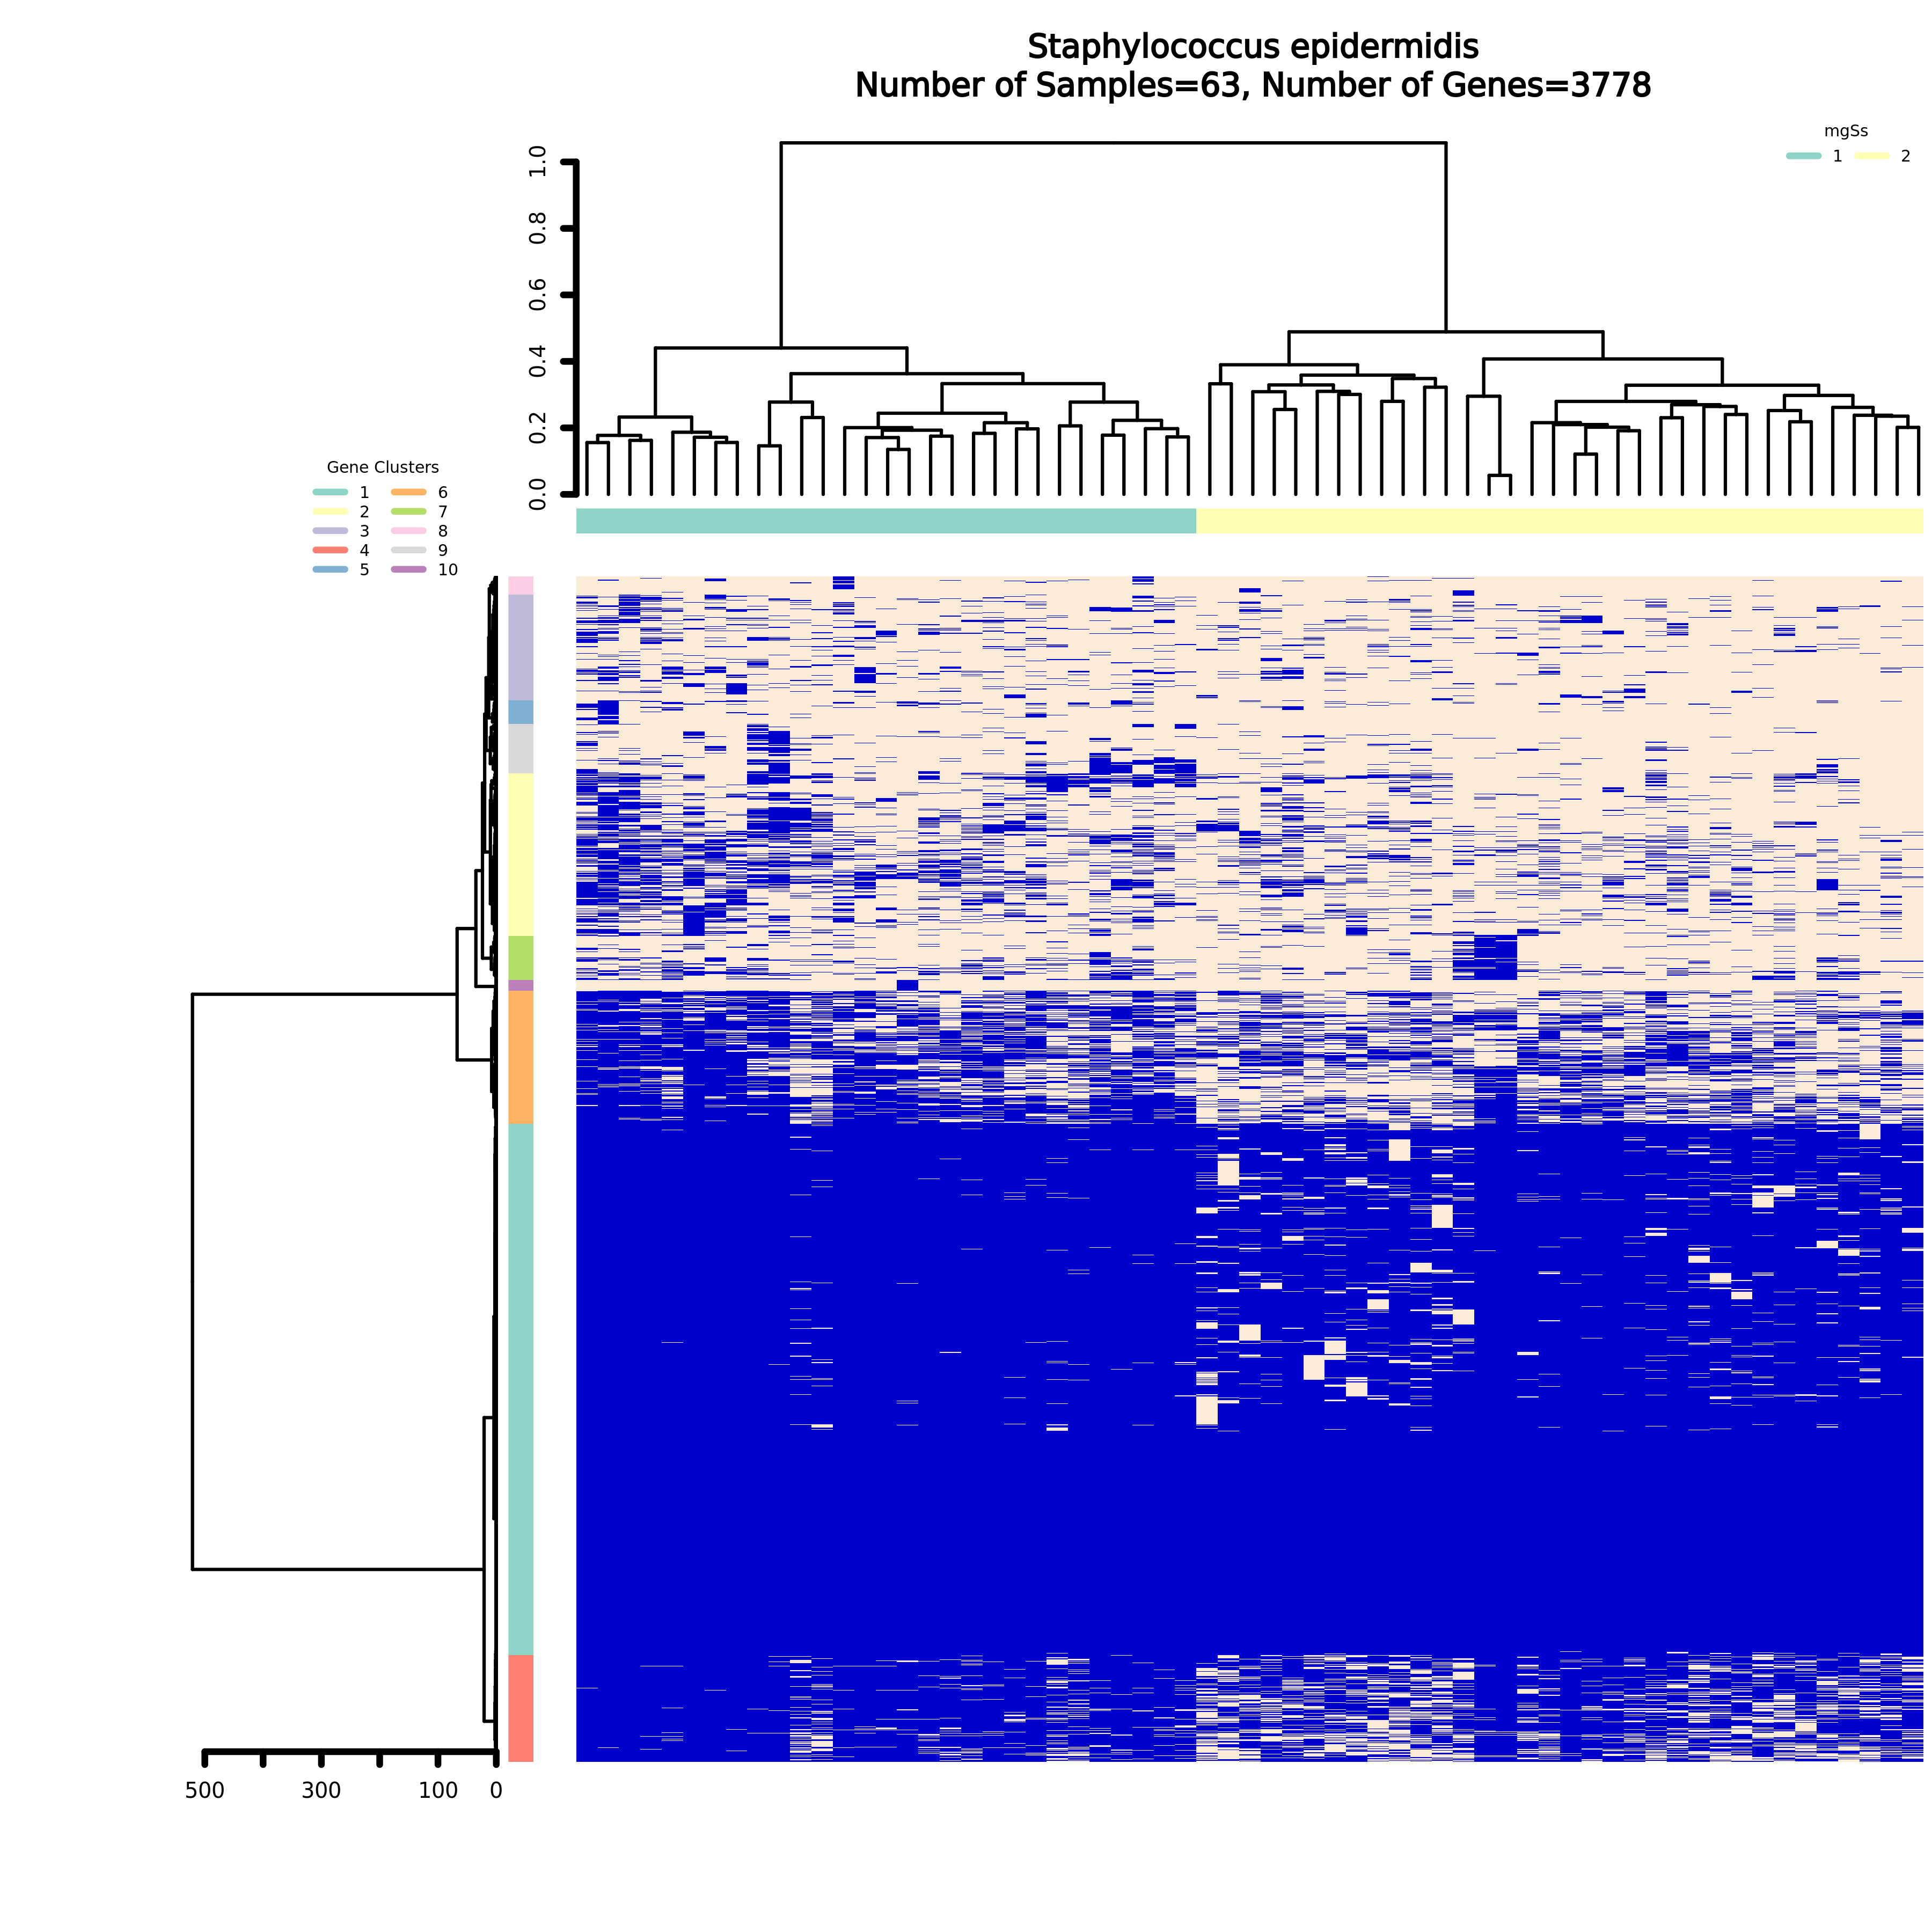 Staphylococcus epidermidis
Number of Samples=63, Number of Genes=3778
mgSs
1 2
1.0
0.8
0.6
0.4
0.2
0.0
Gene Clusters
1 6
2 7
3 8
4 9
5 10
500 300 100 0